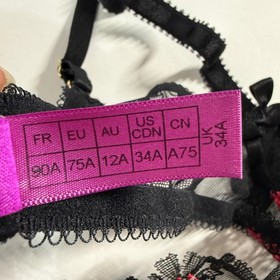 FR EU AU US CDN CN
90A 75A 12A 34A A75
UK 34A